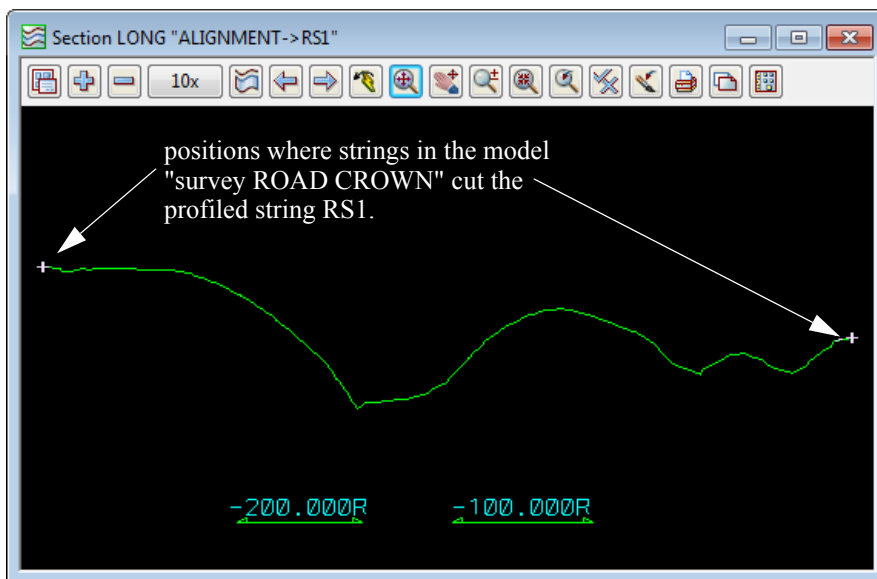 Section LONG "ALIGNMENT->RS1"
10x
positions where strings in the model
"survey ROAD CROWN" cut the
profiled string RS1.
-200.000R -100.000R